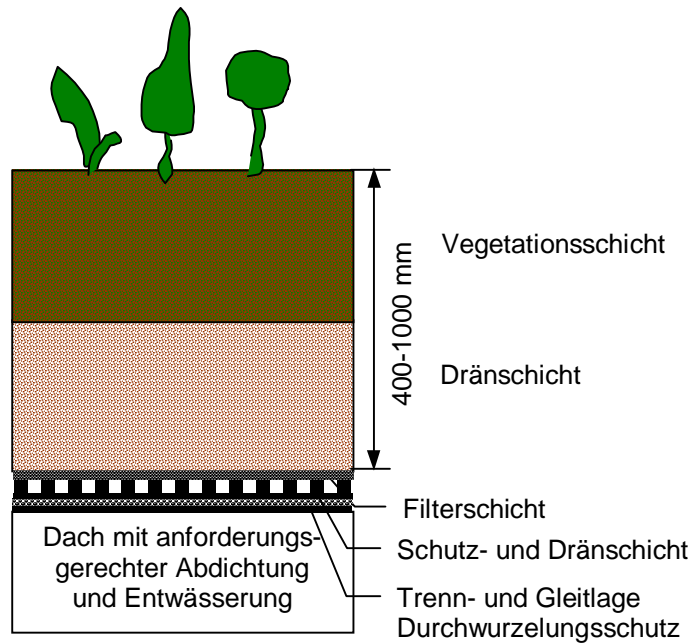 Vegetationsschicht
400-1000 mm
Dränschicht
Filterschicht
Dach mit anforderungs-
gerechter Abdichtung
und Entwässerung
Schutz- und Dränschicht
Trenn- und Gleitlage
Durchwurzelungsschutz